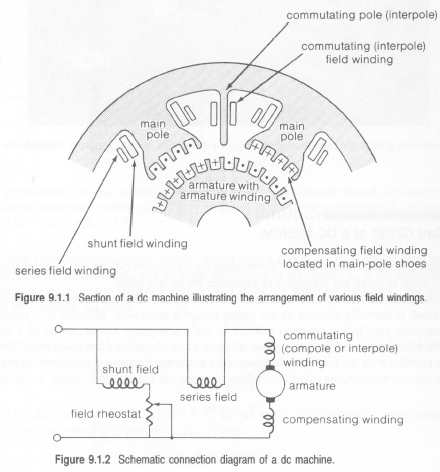 commutating pole (interpole)
commutating (interpole)
field winding
main
pole
main
pole
armature with
armature winding
shunt field winding
series field winding
compensating field winding
located in main-pole shoes
Figure 9.1.1 Section of a dc machine illustrating the arrangement of various field windings.
shunt field
field rheostat
series field
commutating
(compole or interpole)
winding
armature
compensating winding
Figure 9.1.2 Schematic connection diagram of a dc machine.